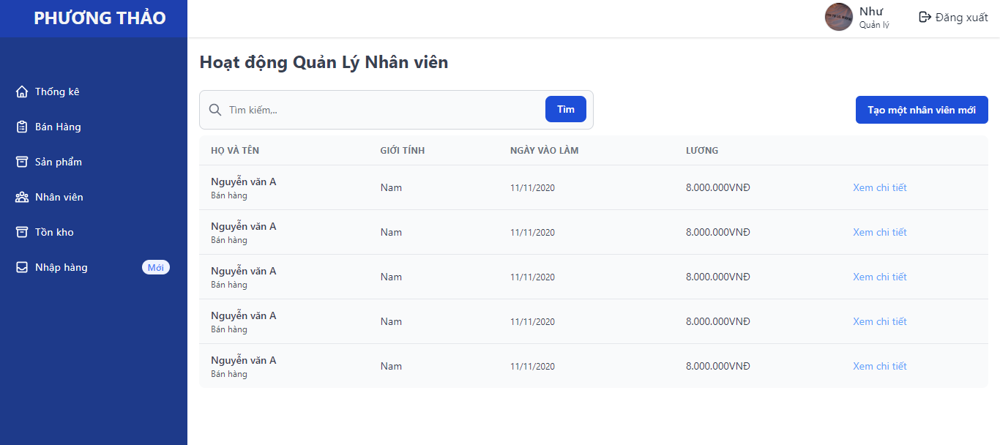 PHƯƠNG THẢO
Như
Quản lý
Đăng xuất
Thống kê
Bán Hàng
Sản phẩm
Nhân viên
Tồn kho
Nhập hàng
Mới
Hoạt động Quản Lý Nhân viên
Tìm kiếm,..
Tìm
Tạo một nhân viên mới
HỌ VÀ TÊN GIỚI TÍNH NGÀY VÀO LÀM LƯƠNG
Nguyễn văn A
Bán hàng
Nam 11/11/2020 8.000.000VNĐ Xem chi tiết
Nguyễn văn A
Bán hàng
Nam 11/11/2020 8.000.000VNĐ Xem chi tiết
Nguyễn văn A
Bán hàng
Nam 11/11/2020 8.000.000VNĐ Xem chi tiết
Nguyễn văn A
Bán hàng
Nam 11/11/2020 8.000.000VNĐ Xem chi tiết
Nguyễn văn A
Bán hàng
Nam 11/11/2020 8.000.000VNĐ Xem chi tiết